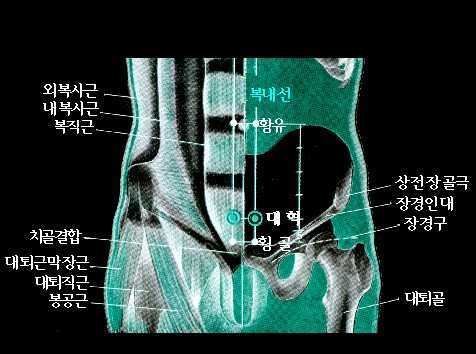 외복사근
내복사근
복직근
복내선
황유
상전장골극
장경인대
장경구
대혁
횡골
치골결합
대퇴근막장근
대퇴직근
봉공근
대퇴골